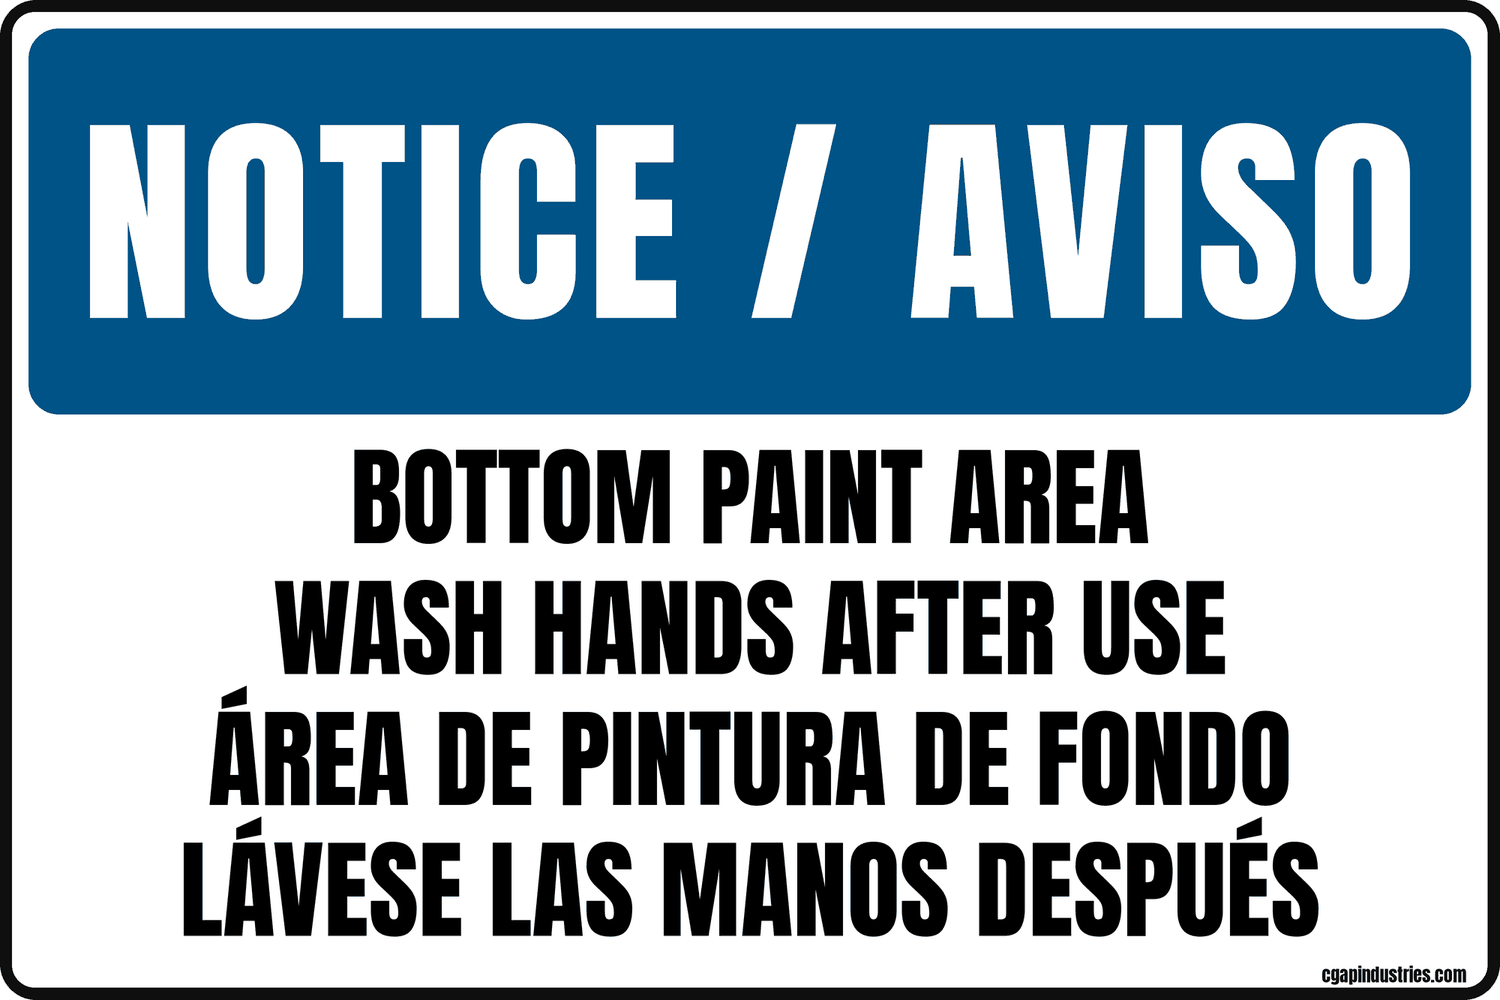 NOTICE / AVISO
BOTTOM PAINT AREA
WASH HANDS AFTER USE
ÁREA DE PINTURA DE FONDO
LÁVESE LAS MANOS DESPUÉS
cgapindustries.com